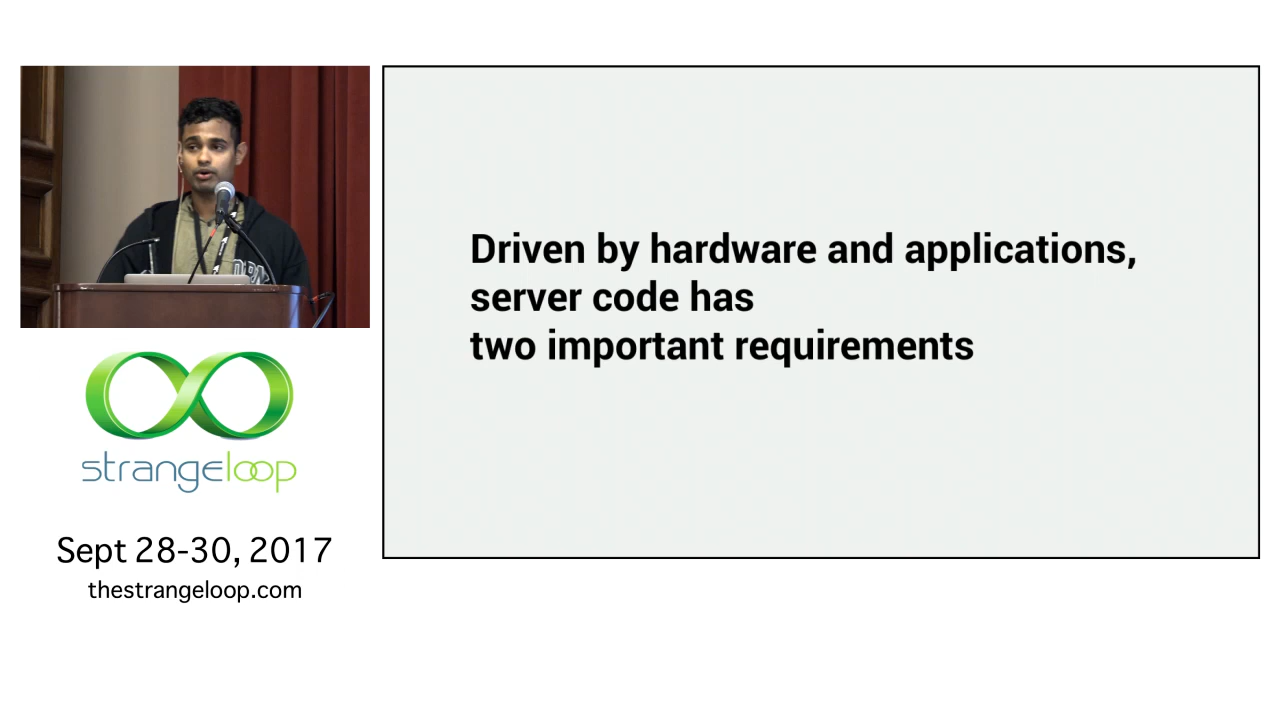 Driven by hardware and applications,
server code has
two important requirements
strangeloop
Sept 28-30, 2017
thestrangeloop.com